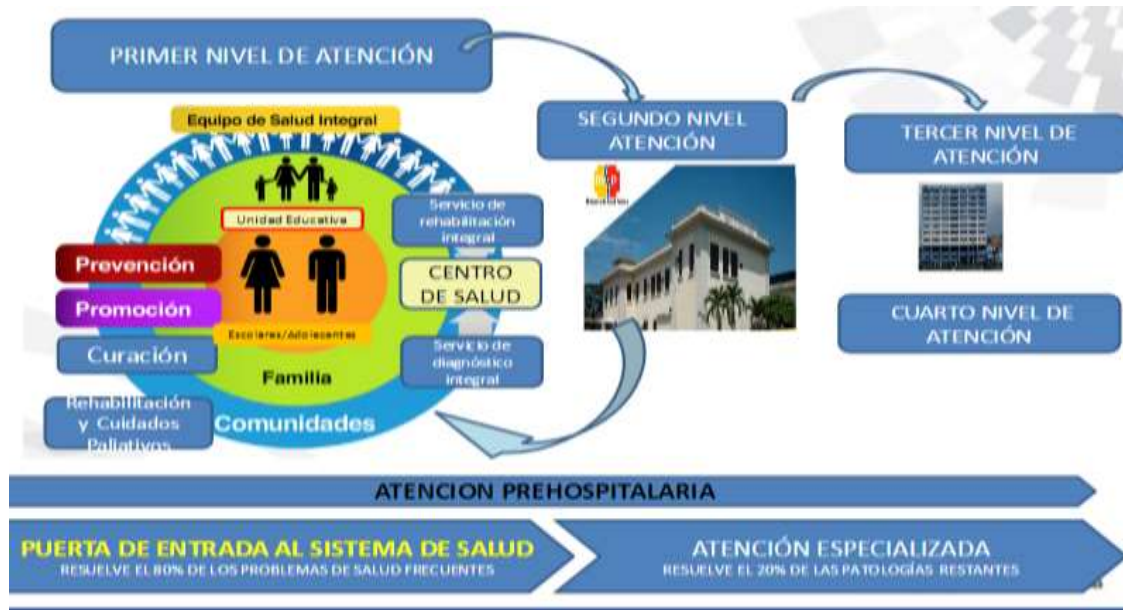 PRIMER NIVEL DE ATENCIÓN
Equipo de Salud Integral
Unidad Educativa
Escolares/Adolecentes
Familia
Comunidades
Prevención
Promoción
Curación
Rehabilitación
y Cuidados
Paliativos
Servicio de
rehabilitación
integral
CENTRO
DE SALUD
Servicio de
diagnóstico
integral
SEGUNDO NIVEL
ATENCIÓN
TERCER NIVEL DE
ATENCIÓN
CUARTO NIVEL DE
ATENCIÓN
ATENCION PREHOSPITALARIA
PUERTA DE ENTRADA AL SISTEMA DE SALUD
RESUELVE EL 80% DE LOS PROBLEMAS DE SALUD FRECUENTES
ATENCIÓN ESPECIALIZADA
RESUELVE EL 20% DE LAS PATOLOGÍAS RESTANTES